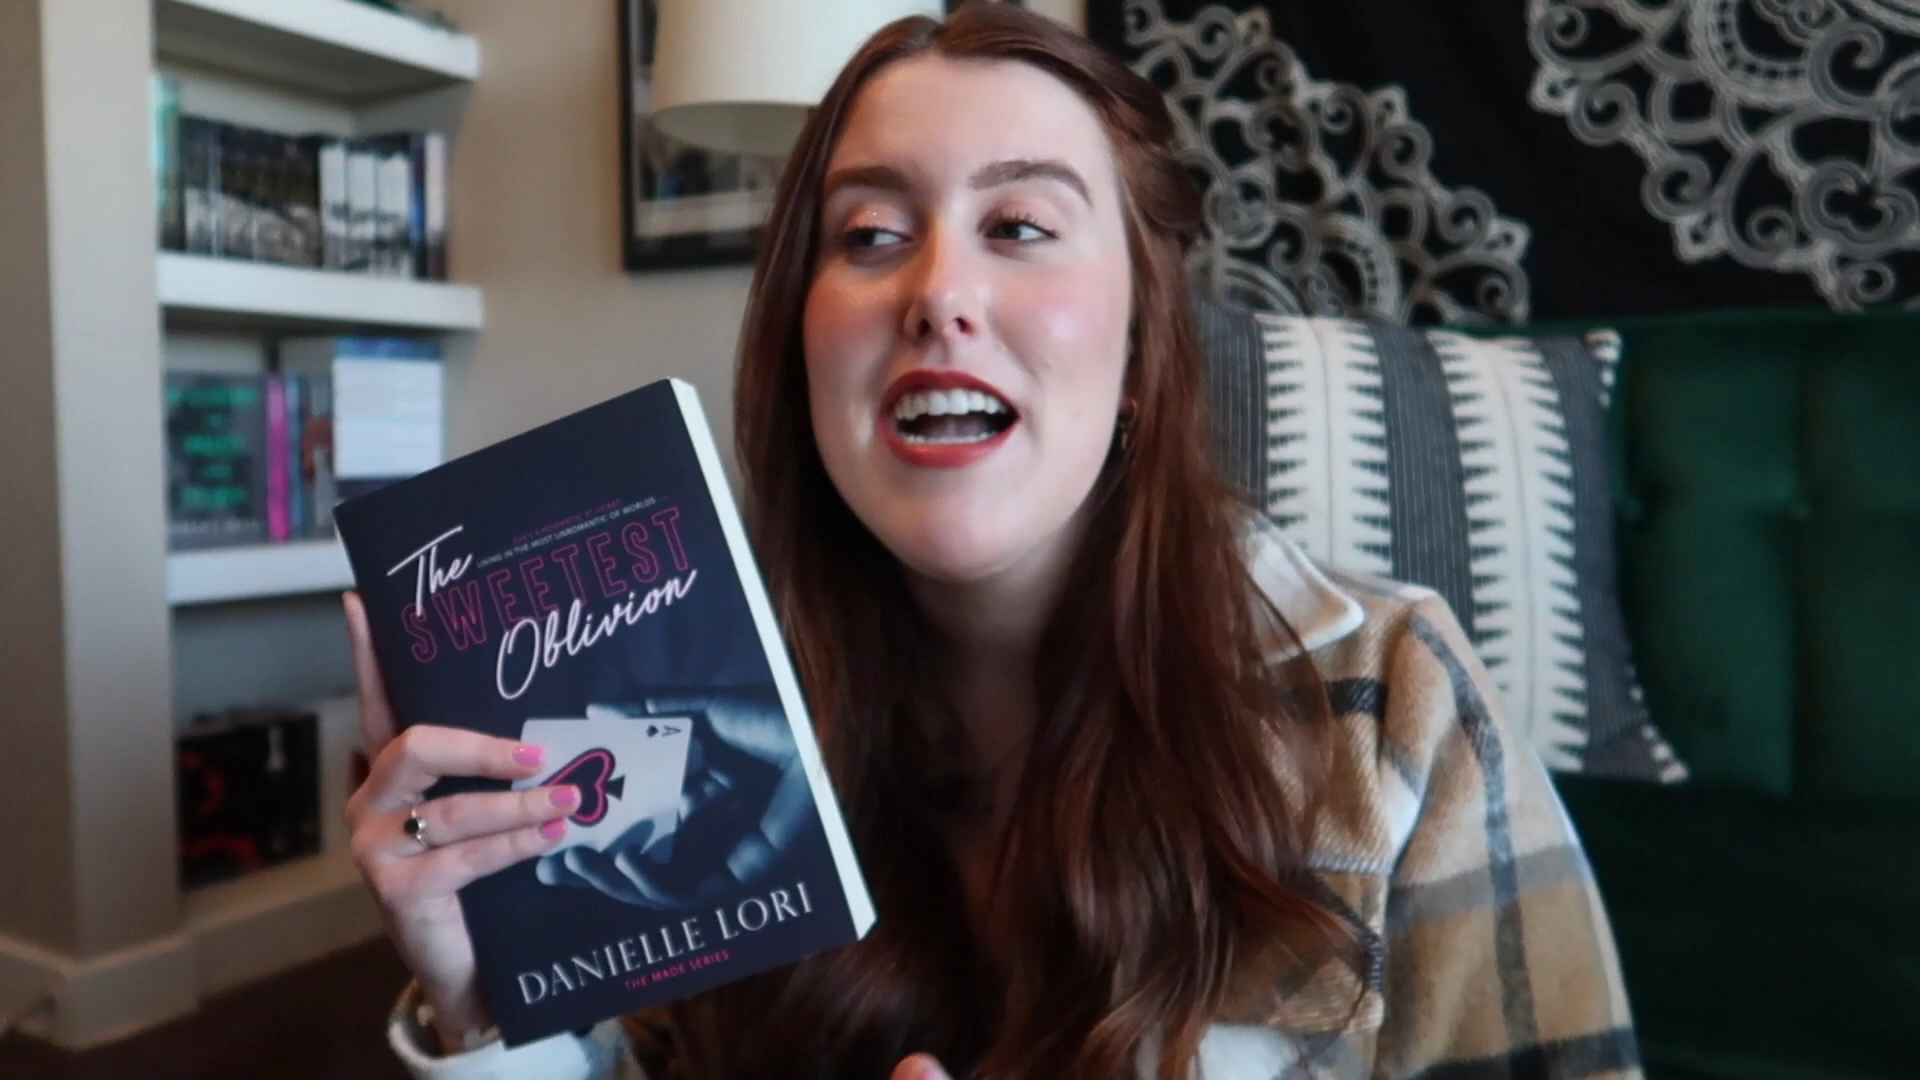 SHE'S A ROMANTIC AT HEART
LIVING IN THE MOST UNROMANTIC OF WORLDS...
The
SWEETEST
Oblivion
A
DANIELLE LORI
THE MADE SERIES